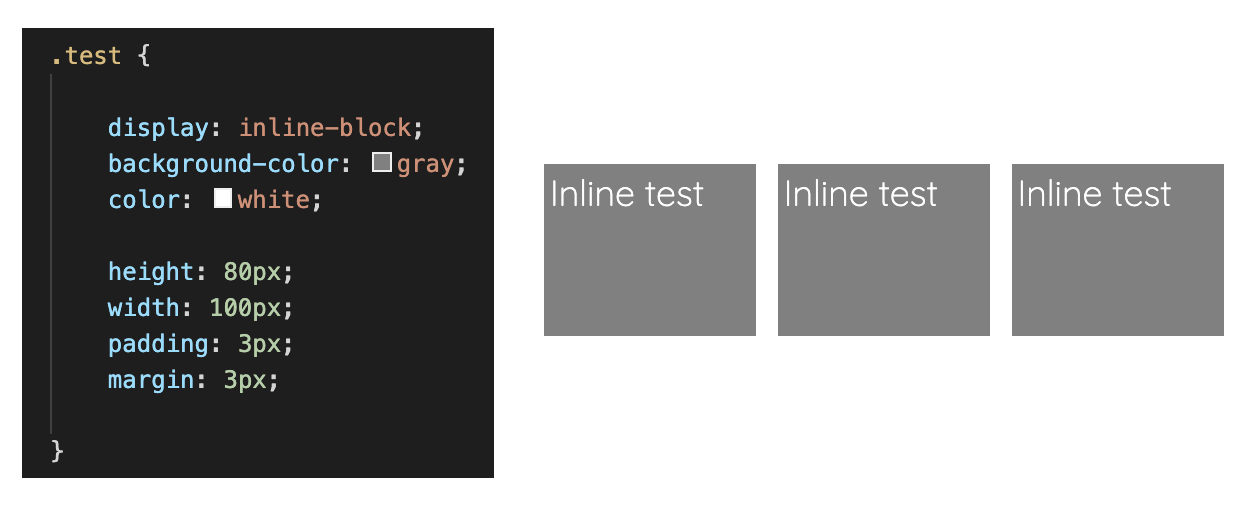 .test {
display: inline-block;
background-color: gray;
color: white;
height: 80px;
width: 100px;
padding: 3px;
margin: 3px;
}
Inline test
Inline test
Inline test